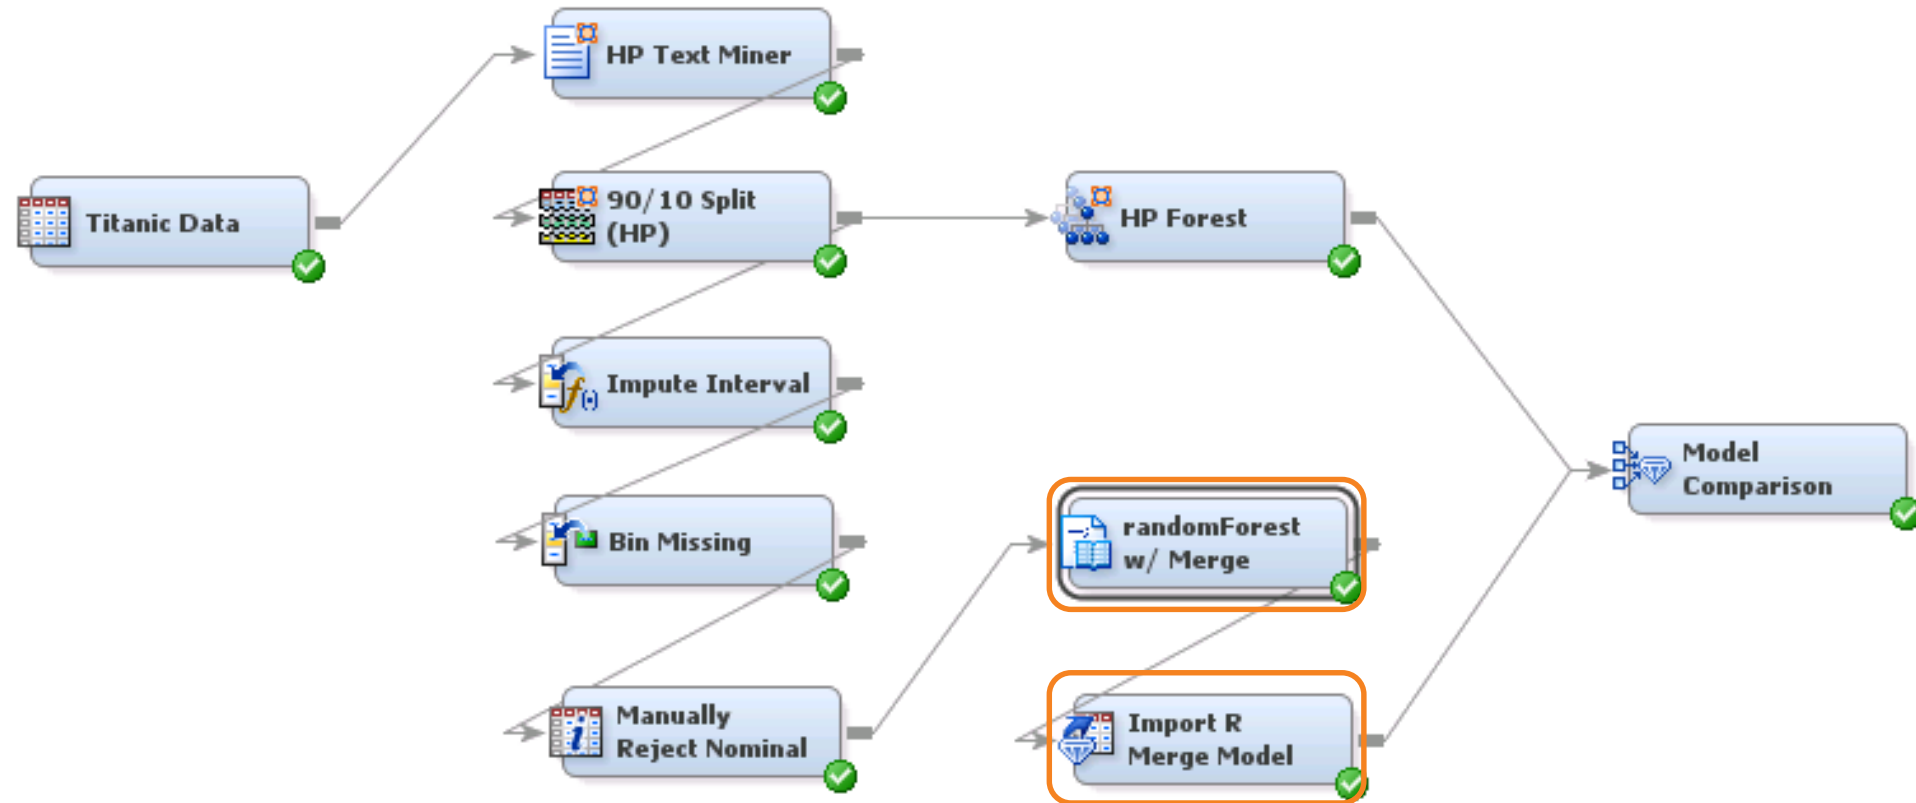 HP Text Miner
Titanic Data
90/10 Split
(HP)
HP Forest
Impute Interval
Model
Comparison
Bin Missing
randomForest
w/ Merge
Manually
Reject Nominal
Import R
Merge Model